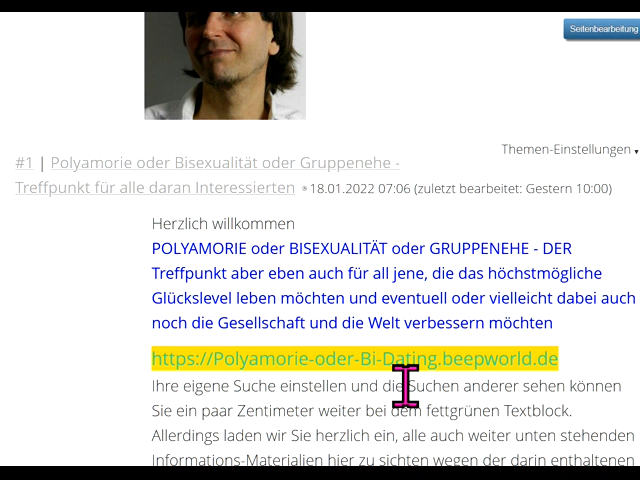 Seitenbearbeitung
Themen-Einstellungen ▾
#1 | Polyamorie oder Bisexualität oder Gruppenehe -
Treffpunkt für alle daran Interessierten 18.01.2022 07:06 (zuletzt bearbeitet: Gestern 10:00)
Herzlich willkommen
POLYAMORIE oder BISEXUALITÄT oder GRUPPENEHE - DER
Treffpunkt aber eben auch für all jene, die das höchstmögliche
Glückslevel leben möchten und eventuell oder vielleicht dabei auch
noch die Gesellschaft und die Welt verbessern möchten
https://Polyamorie-oder-Bi-Dating.beepworld.de
Ihre eigene Suche einstellen und die Suchen anderer sehen können
Sie ein paar Zentimeter weiter bei dem fettgrünen Textblock.
Allerdings laden wir Sie herzlich ein, alle auch weiter unten stehenden
Informations-Materialien hier zu sichten wegen der darin enthaltenen